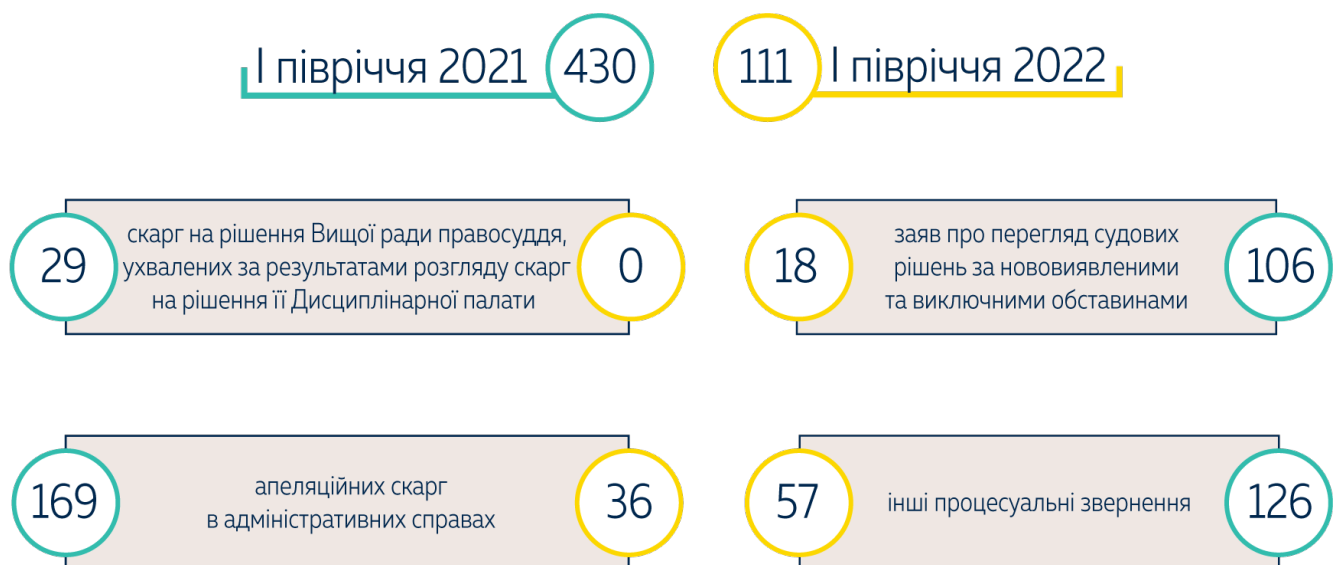 І півріччя 2021
430
111
І півріччя 2022
29
скарг на рішення Вищої ради правосуддя,
ухвалених за результатами розгляду скарг
на рішення її Дисциплінарної палати
0
18
заяв про перегляд судових
рішень за нововиявленими
та виключними обставинами
106
169
апеляційних скарг
в адміністративних справах
36
57
інші процесуальні звернення
126